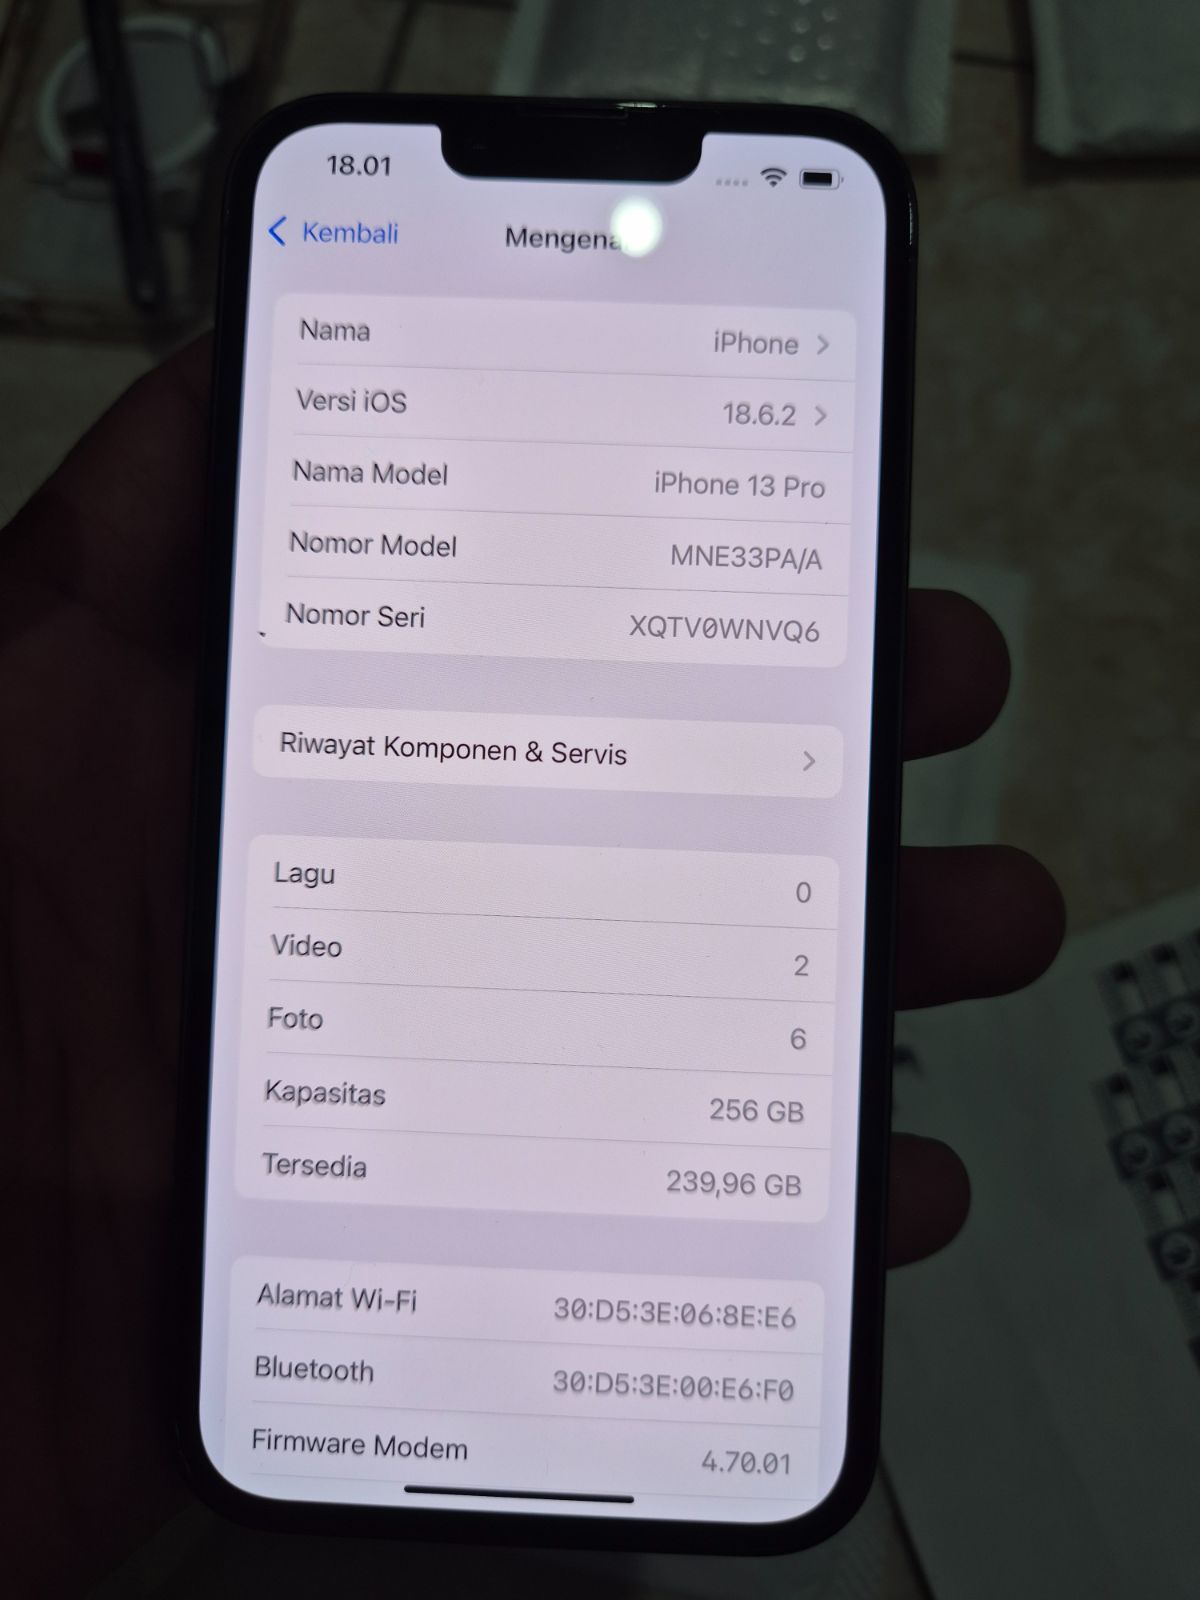 18.01
Kembali
Nama iPhone
Versi iOS 18.6.2
Nama Model iPhone 13 Pro
Nomor Model MNE33PA/A
Nomor Seri XQTV0WNVQ6
Riwayat Komponen & Servis
Lagu 0
Video 2
Foto 6
Kapasitas 256 GB
Tersedia 239,96 GB
Alamat Wi-Fi 30:D5:3E:06:8E:E6
Bluetooth 30:D5:3E:00:E6:F0
Firmware Modem 4.70.01